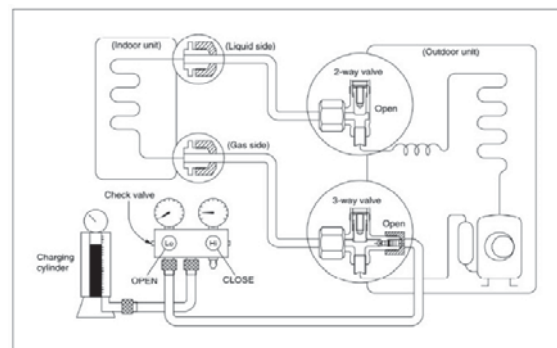 (Indoor unit)
(Liquid side)
(Outdoor unit)
2-way valve
Open
(Gas side)
3-way valve
Open
Check valve
Lo
Hi
Charging
cylinder
OPEN
CLOSE